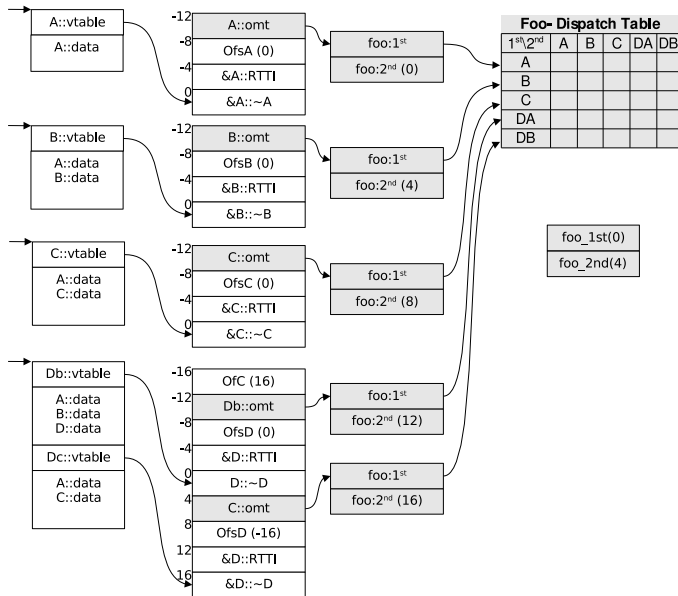 A::vtable
A::data
-12
-8
-4
0
A::omt
OfsA (0)
&A::RTTI
&A::~A
foo:1st
foo:2nd (0)
Foo- Dispatch Table
1st\2nd A B C DA DB
A
B
C
DA
DB
B::vtable
A::data
B::data
-12
-8
-4
0
B::omt
OfsB (0)
&B::RTTI
&B::~B
foo:1st
foo:2nd (4)
foo_1st(0)
foo_2nd(4)
C::vtable
A::data
C::data
-12
-8
-4
0
C::omt
OfsC (0)
&C::RTTI
&C::~C
foo:1st
foo:2nd (8)
Db::vtable
A::data
B::data
D::data
Dc::vtable
A::data
C::data
-16
-12
-8
-4
0
4
8
12
16
OfC (16)
Db::omt
OfsD (0)
&D::RTTI
D::~D
C::omt
OfsD (-16)
&D::RTTI
&D::~D
foo:1st
foo:2nd (12)
foo:1st
foo:2nd (16)